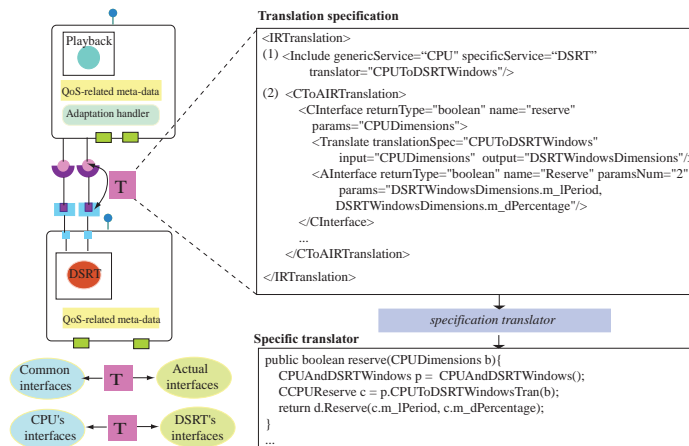 Translation specification
<IRTranslation>
(1) <Include genericService=“CPU" specificService=“DSRT”
translator="CPUToDSRTWindows"/>
(2) <CToAIRTranslation>
<CInterface returnType="boolean" name="reserve"
params="CPUDimensions">
<Translate translationSpec="CPUToDSRTWindows"
input="CPUDimensions" output="DSRTWindowsDimensions"/>
<AInterface returnType="boolean" name="Reserve" paramsNum="2"
params="DSRTWindowsDimensions.m_lPeriod,
DSRTWindowsDimensions.m_dPercentage"/>
</CInterface>
...
</CToAIRTranslation>
</IRTranslation>
specification translator
Specific translator
public boolean reserve(CPUDimensions b){
CPUAndDSRTWindows p = CPUAndDSRTWindows();
CCPUReserve c = p.CPUToDSRTWindowsTran(b);
return d.Reserve(c.m_lPeriod, c.m_dPercentage);
}
...
Playback
QoS-related meta-data
Adaptation handler
T
DSRT
QoS-related meta-data
Common
interfaces
T
Actual
interfaces
CPU's
interfaces
T
DSRT's
interfaces